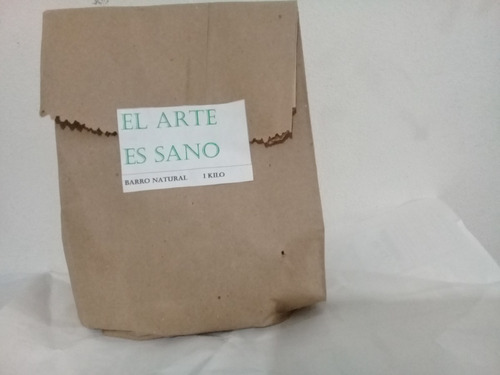 EL ARTE
ES SANO
BARRO NATURAL 1 KILO